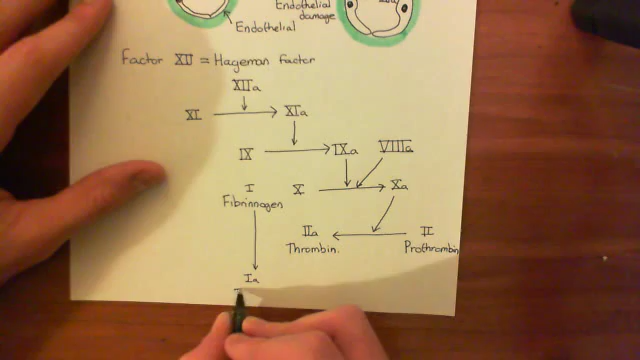 Endothelial
damage
Endothelial
Factor XII = Hageman factor
XIIa
XI XIa
IX IXa VIIIa
I X Xa
Fibrinnogen
IIa II
Thrombin. Prothrombin
Ia